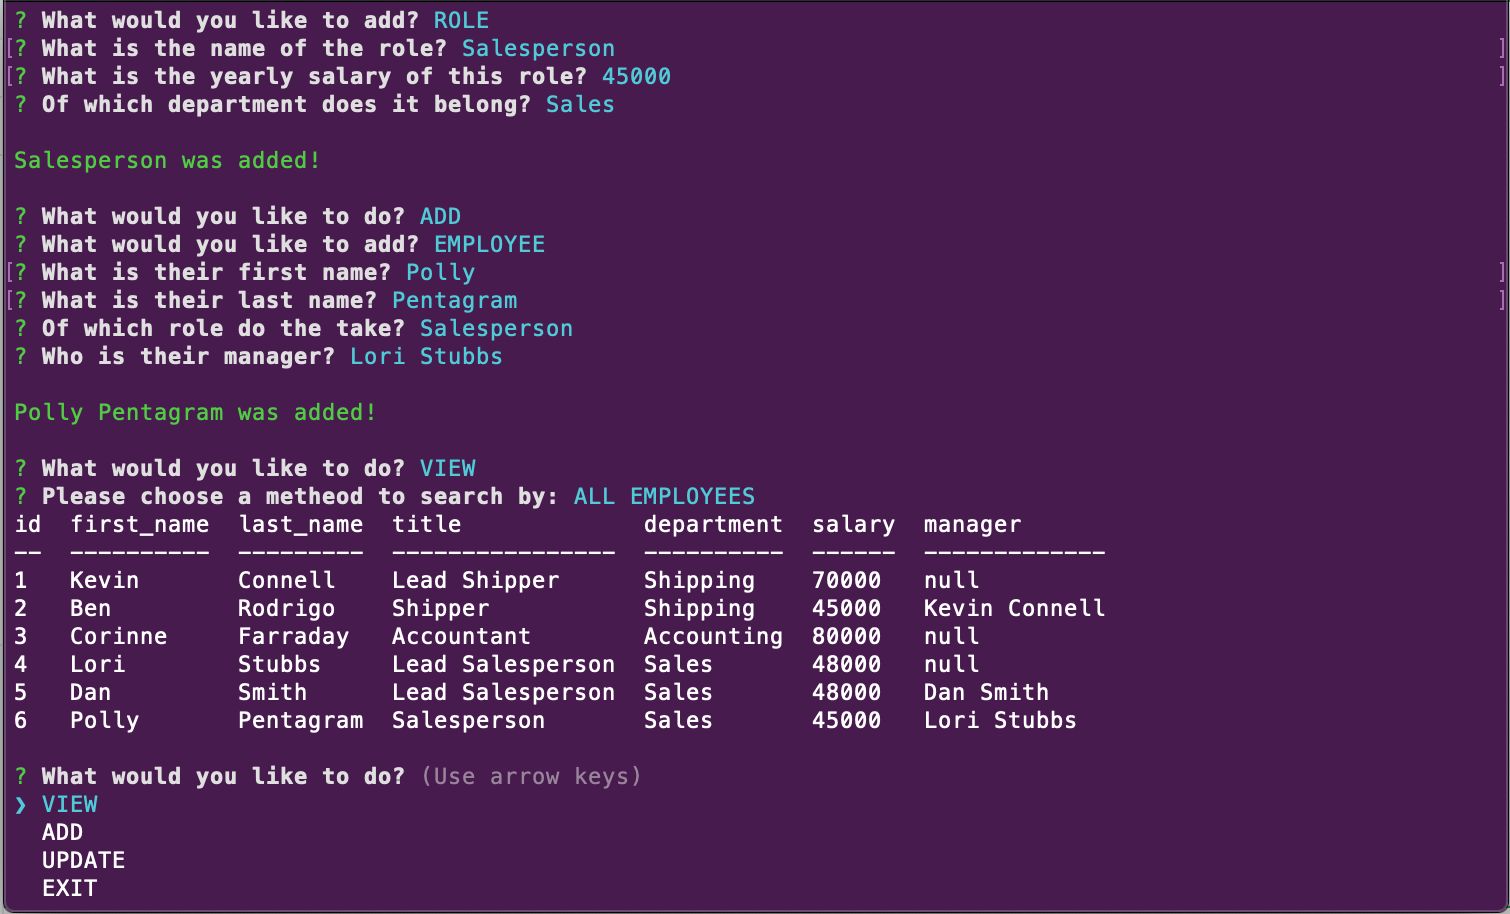 ? What would you like to add? ROLE
[? What is the name of the role? Salesperson ]
[? What is the yearly salary of this role? 45000 ]
? Of which department does it belong? Sales
Salesperson was added!
? What would you like to do? ADD
? What would you like to add? EMPLOYEE
[? What is their first name? Polly ]
[? What is their last name? Pentagram ]
? Of which role do the take? Salesperson
? Who is their manager? Lori Stubbs
Polly Pentagram was added!
? What would you like to do? VIEW
? Please choose a metheod to search by: ALL EMPLOYEES
id  first_name  last_name  title             department  salary  manager
--  ----------  ---------  ----------------  ----------  ------  -------------
1   Kevin       Connell    Lead Shipper      Shipping    70000   null
2   Ben         Rodrigo    Shipper           Shipping    45000   Kevin Connell
3   Corinne     Farraday   Accountant        Accounting  80000   null
4   Lori        Stubbs     Lead Salesperson  Sales       48000   null
5   Dan         Smith      Lead Salesperson  Sales       48000   Dan Smith
6   Polly       Pentagram  Salesperson       Sales       45000   Lori Stubbs
? What would you like to do? (Use arrow keys)
❯ VIEW
ADD
UPDATE
EXIT